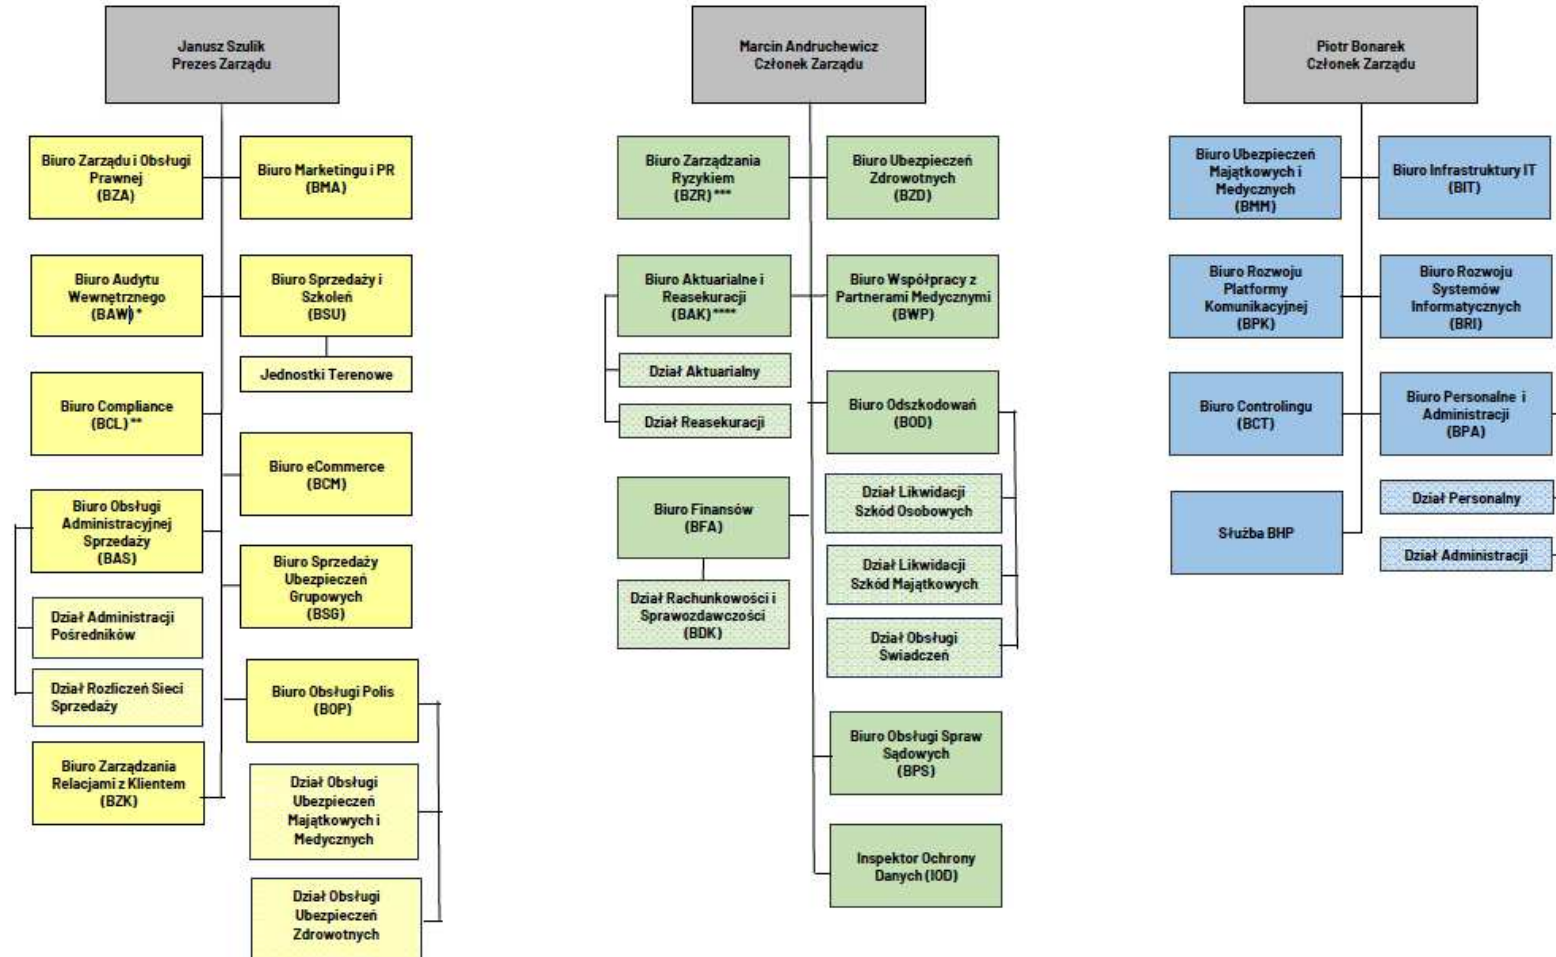 Janusz Szulik
Prezes Zarządu
Biuro Zarządu i Obsługi
Prawnej
(BZA)
Biuro Marketingu i PR
(BMA)
Biuro Audytu
Wewnętrznego
(BAW)*
Biuro Sprzedaży i
Szkoleń
(BSU)
Jednostki Terenowe
Biuro Compliance
(BCL)**
Biuro eCommerce
(BCM)
Biuro Obsługi
Administracyjnej
Sprzedaży
(BAS)
Biuro Sprzedaży
Ubezpieczeń
Grupowych
(BSG)
Dział Administracji
Pośredników
Dział Rozliczeń Sieci
Sprzedaży
Biuro Obsługi Polis
(BOP)
Biuro Zarządzania
Relacjami z Klientem
(BZK)
Dział Obsługi
Ubezpieczeń
Majątkowych i
Medycznych
Dział Obsługi
Ubezpieczeń
Zdrowotnych
Marcin Andruchewicz
Członek Zarządu
Biuro Zarządzania
Ryzykiem
(BZR)***
Biuro Ubezpieczeń
Zdrowotnych
(BZD)
Biuro Aktuarialne i
Reasekuracji
(BAK)****
Biuro Współpracy z
Partnerami Medycznymi
(BWP)
Dział Aktuarialny
Dział Reasekuracji
Biuro Odszkodowań
(BOD)
Biuro Finansów
(BFA)
Dział Likwidacji
Szkód Osobowych
Dział Likwidacji
Szkód Majątkowych
Dział Rachunkowości i
Sprawozdawczości
(BDK)
Dział Obsługi
Świadczeń
Biuro Obsługi Spraw
Sądowych
(BPS)
Inspektor Ochrony
Danych (IOD)
Piotr Bonarek
Członek Zarządu
Biuro Ubezpieczeń
Majątkowych i
Medycznych
(BMM)
Biuro Infrastruktury IT
(BIT)
Biuro Rozwoju
Platformy
Komunikacyjnej
(BPK)
Biuro Rozwoju
Systemów
Informatycznych
(BRI)
Biuro Controlingu
(BCT)
Biuro Personalne i
Administracji
(BPA)
Dział Personalny
Służba BHP
Dział Administracji